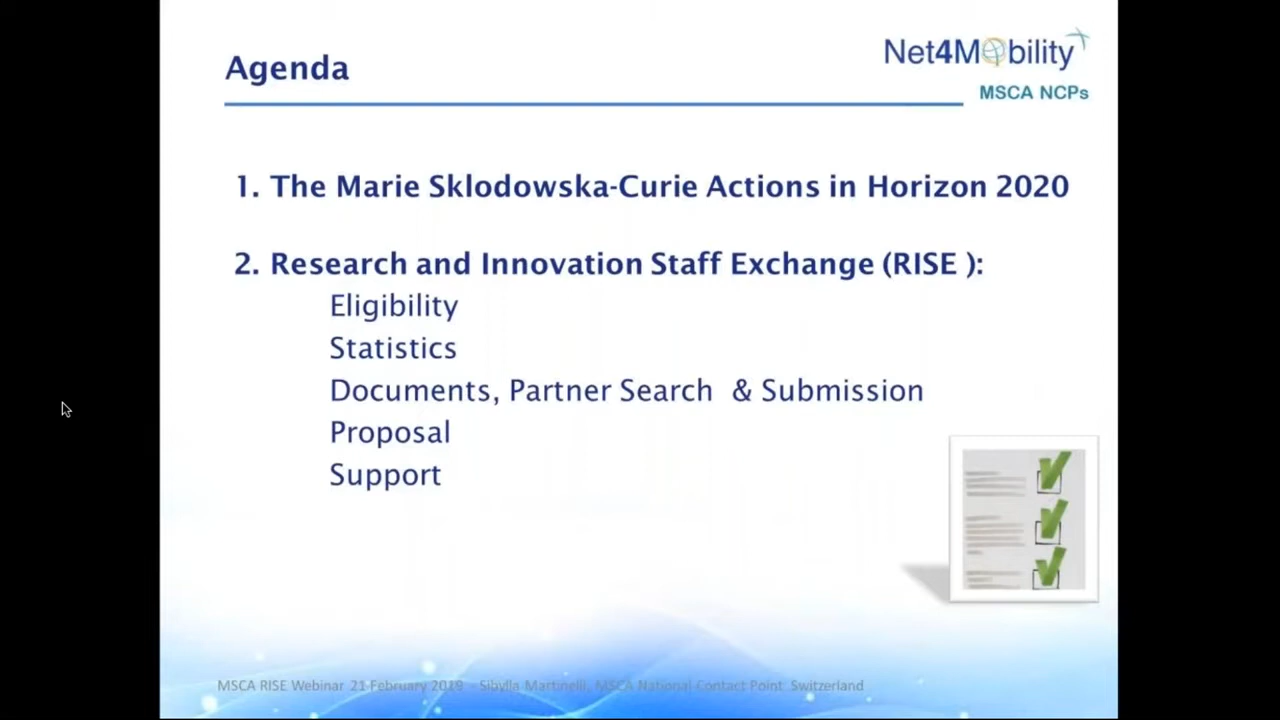 Agenda
Net4Mobility
MSCA NCPs
1. The Marie Sklodowska-Curie Actions in Horizon 2020
2. Research and Innovation Staff Exchange (RISE ):
Eligibility
Statistics
Documents, Partner Search & Submission
Proposal
Support
MSCA RISE Webinar 21 February 2019 - Sibylla Martinelli, MSCA National Contact Point Switzerland